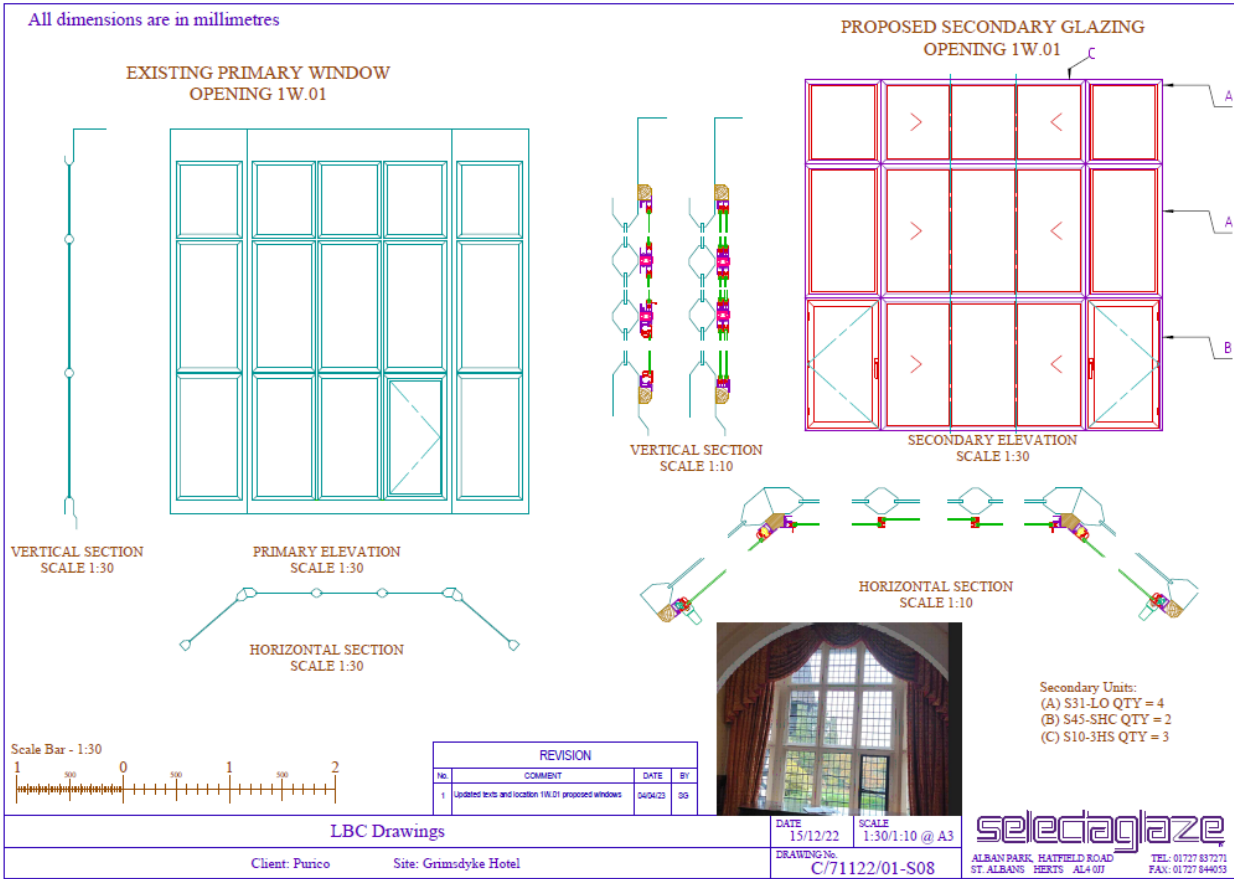 All dimensions are in millimetres
EXISTING PRIMARY WINDOW
OPENING 1W.01
PROPOSED SECONDARY GLAZING
OPENING 1W.01
C
A
A
B
VERTICAL SECTION
SCALE 1:10
SECONDARY ELEVATION
SCALE 1:30
VERTICAL SECTION
SCALE 1:30
PRIMARY ELEVATION
SCALE 1:30
HORIZONTAL SECTION
SCALE 1:10
HORIZONTAL SECTION
SCALE 1:30
Secondary Units:
(A) S31-LO QTY = 4
(B) S45-SHC QTY = 2
(C) S10-3HS QTY = 3
Scale Bar - 1:30
1 500 0 500 1 500 2
REVISION
No. COMMENT DATE BY
1 Updated texts and location 1W.01 proposed windows 04/04/23 SG
LBC Drawings
Client: Purico Site: Grimsdyke Hotel
DATE
15/12/22
SCALE
1:30/1:10 @ A3
DRAWING No.
C/71122/01-S08
selectaglaze
ALBAN PARK, HATFIELD ROAD TEL: 01727 837271
ST. ALBANS HERTS AL4 0JJ FAX: 01727 844053